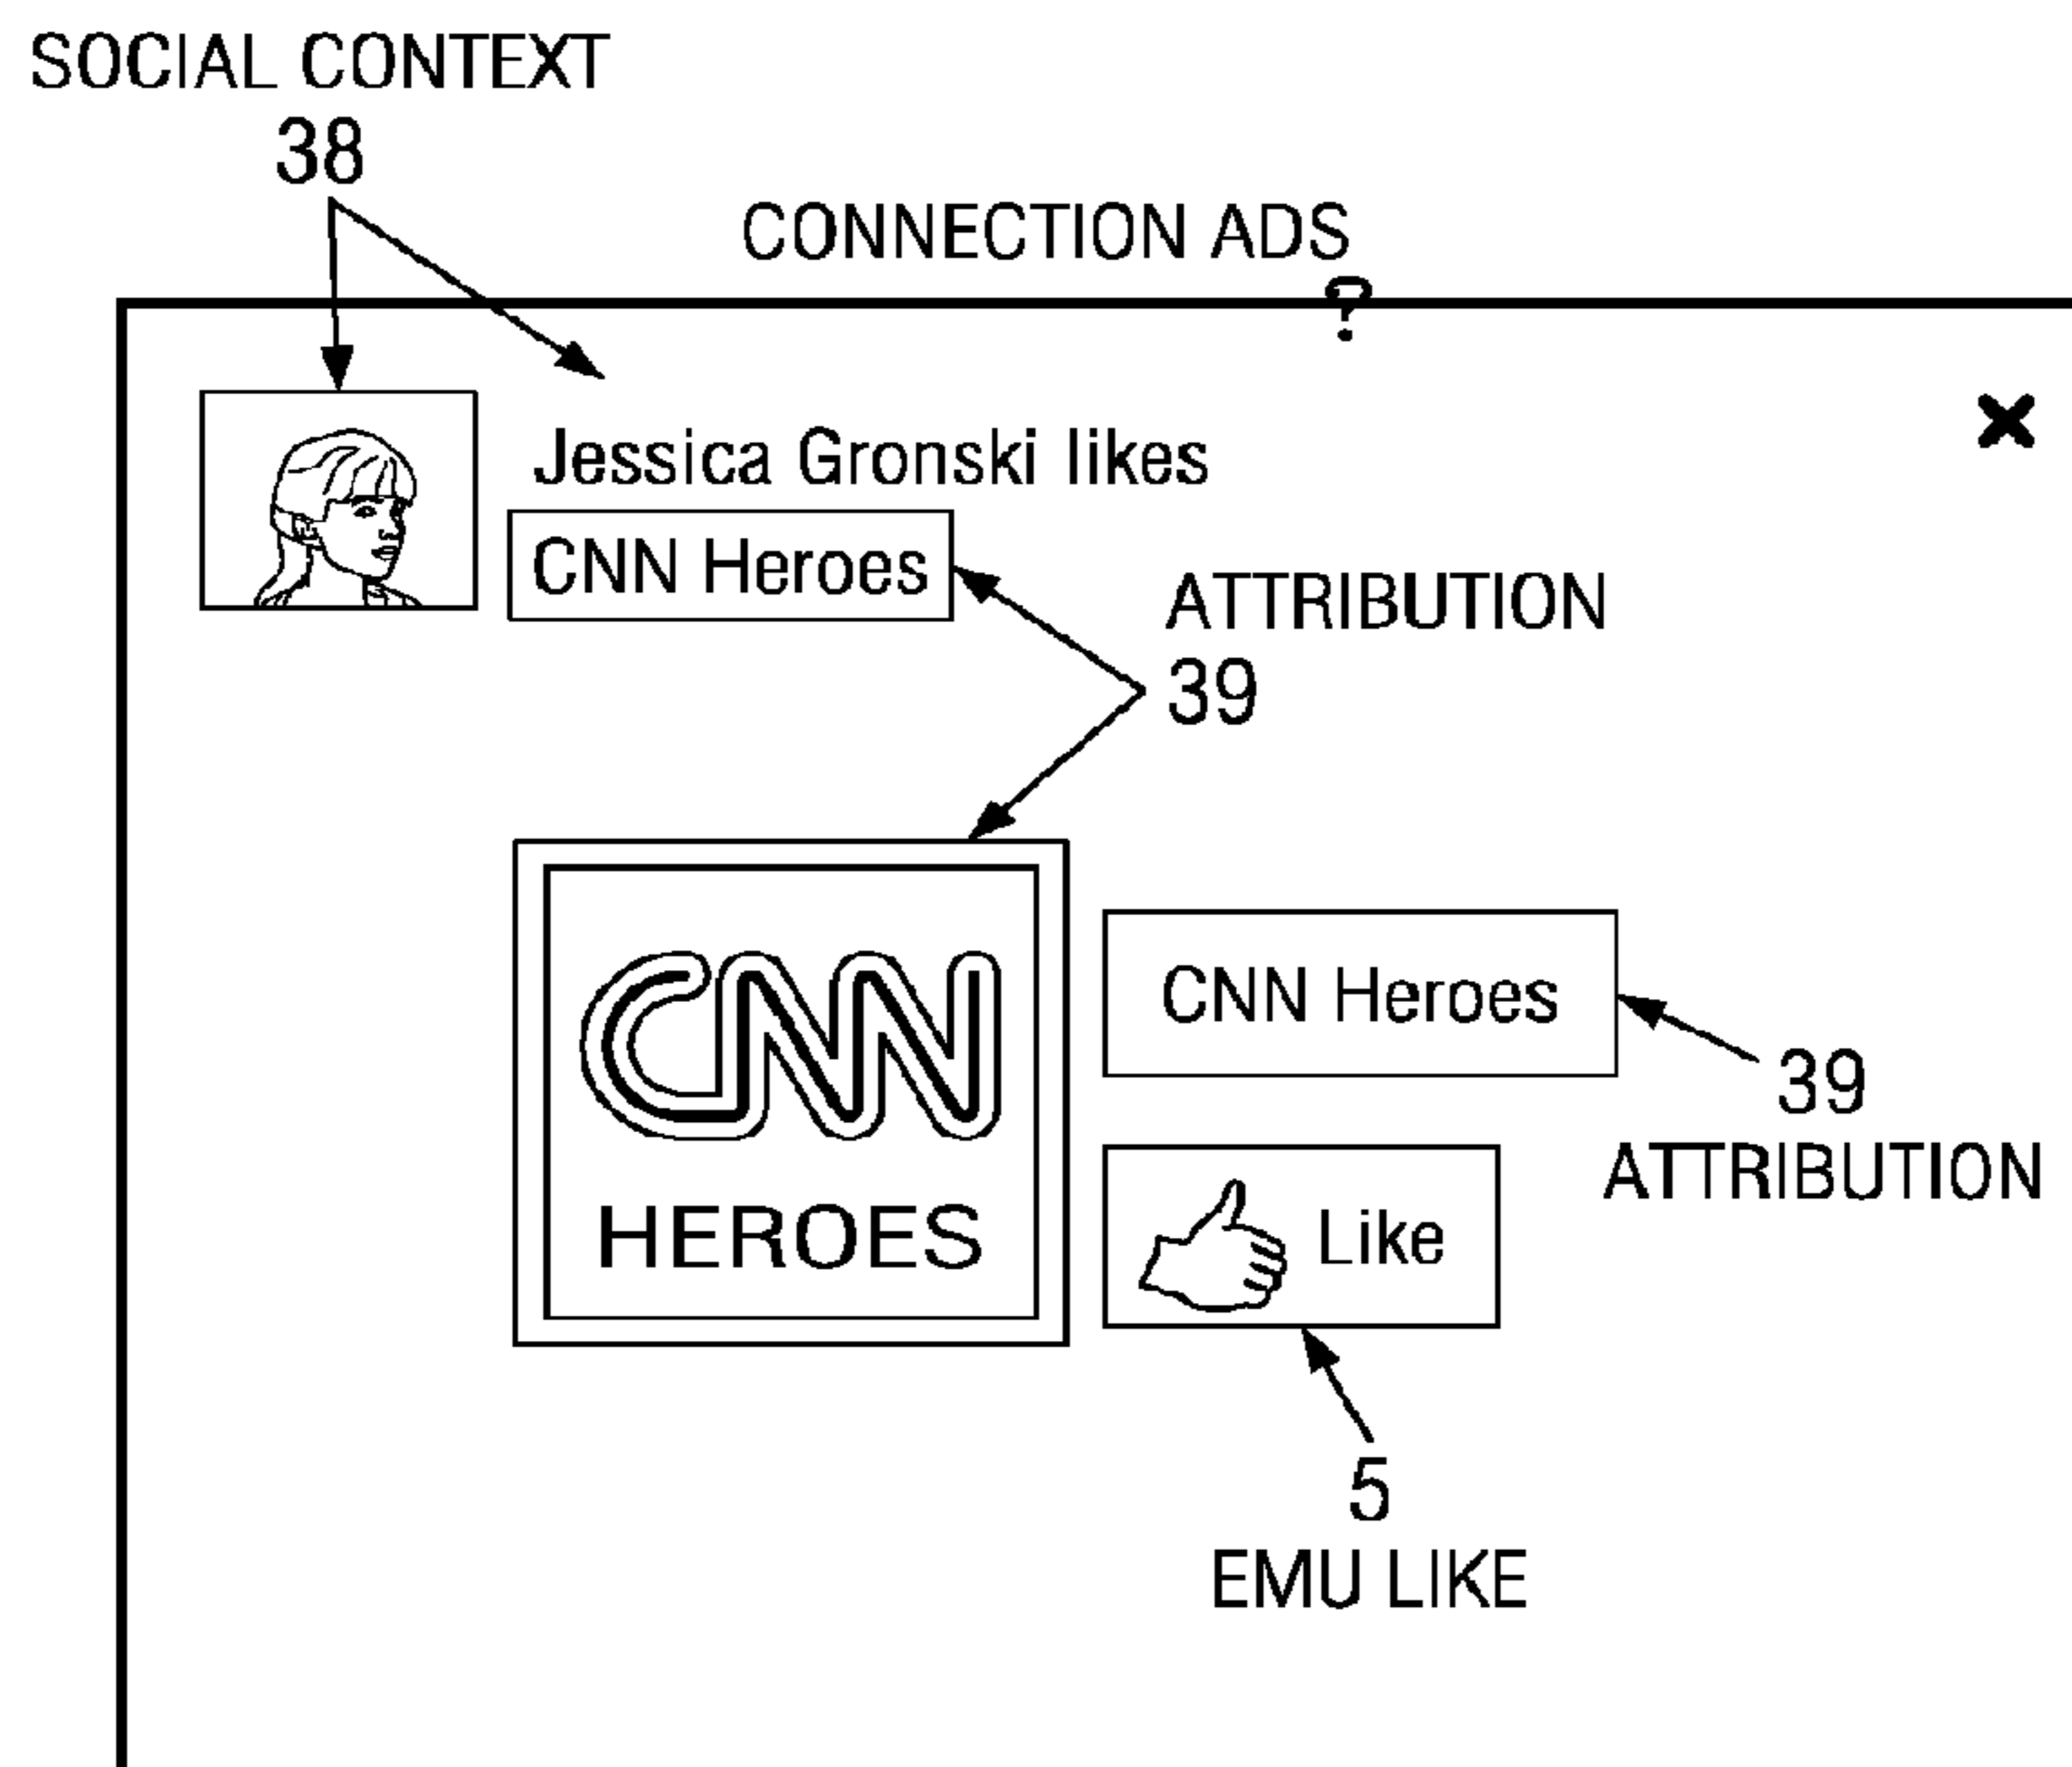 SOCIAL CONTEXT
38
CONNECTION ADS
?
Jessica Gronski likes
CNN Heroes
ATTRIBUTION
39
CNN
HEROES
CNN Heroes
39
ATTRIBUTION
Like
5
EMU LIKE